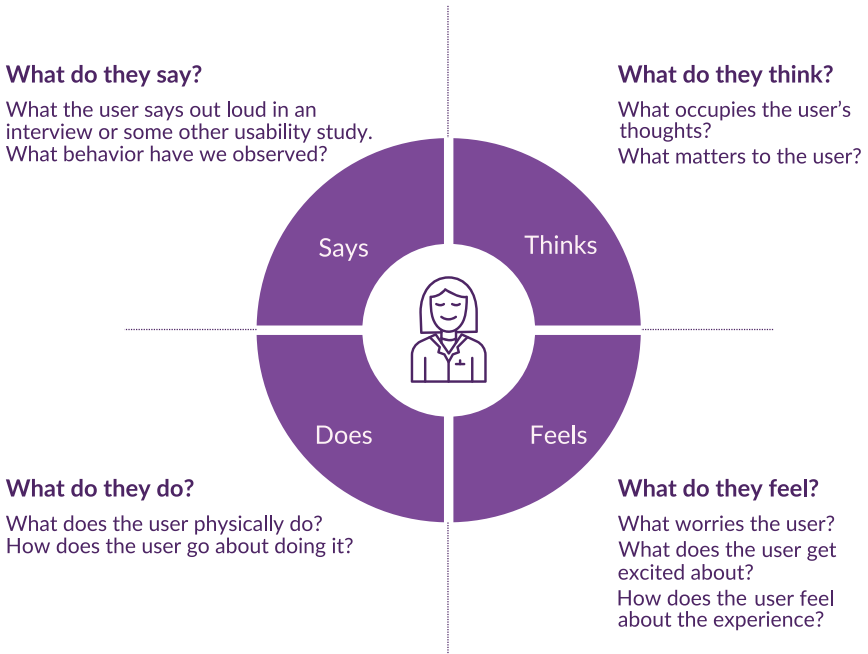 What do they say?
What the user says out loud in an
interview or some other usability study.
What behavior have we observed?
What do they think?
What occupies the user’s
thoughts?
What matters to the user?
Says
Thinks
Does
Feels
What do they do?
What does the user physically do?
How does the user go about doing it?
What do they feel?
What worries the user?
What does the user get
excited about?
How does the user feel
about the experience?